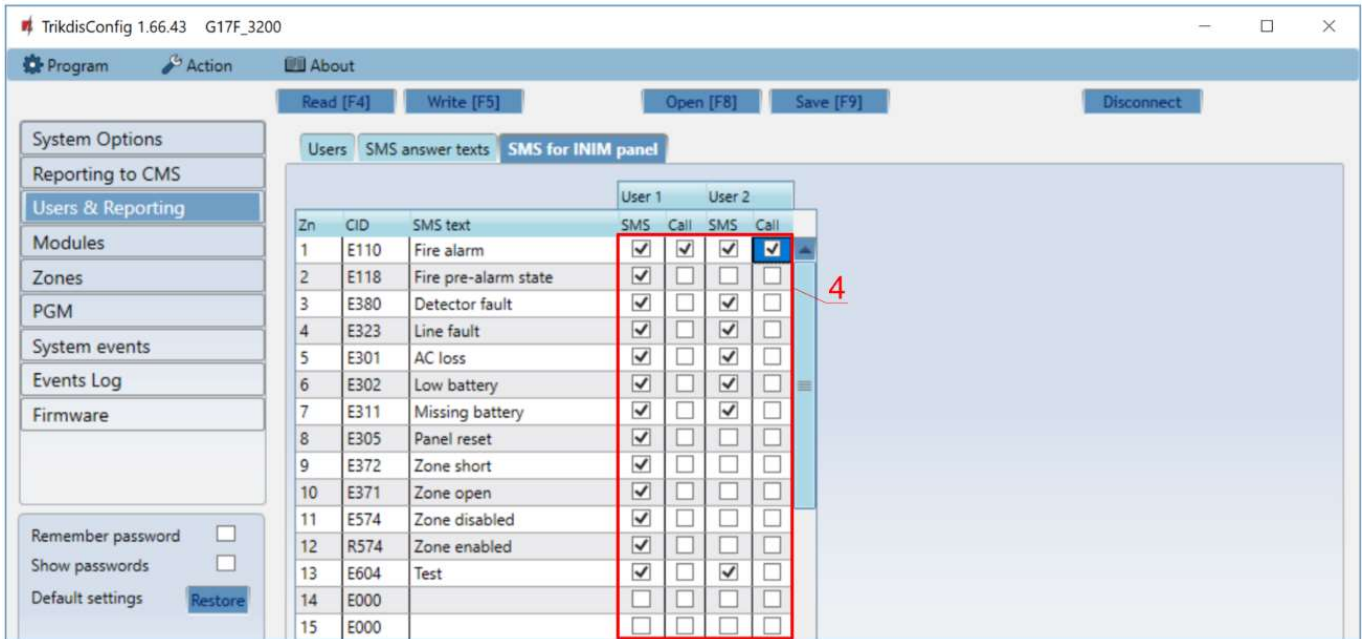 TrikdisConfig 1.66.43 G17F_3200
Program Action About
Read [F4] Write [F5] Open [F8] Save [F9] Disconnect
System Options
Reporting to CMS
Users & Reporting
Modules
Zones
PGM
System events
Events Log
Firmware
Remember password
Show passwords
Default settings Restore
Users SMS answer texts SMS for INIM panel
User 1 User 2
Zn CID SMS text SMS Call SMS Call
1 E110 Fire alarm
2 E118 Fire pre-alarm state
3 E380 Detector fault
4 E323 Line fault
5 E301 AC loss
6 E302 Low battery
7 E311 Missing battery
8 E305 Panel reset
9 E372 Zone short
10 E371 Zone open
11 E574 Zone disabled
12 R574 Zone enabled
13 E604 Test
14 E000
15 E000
4